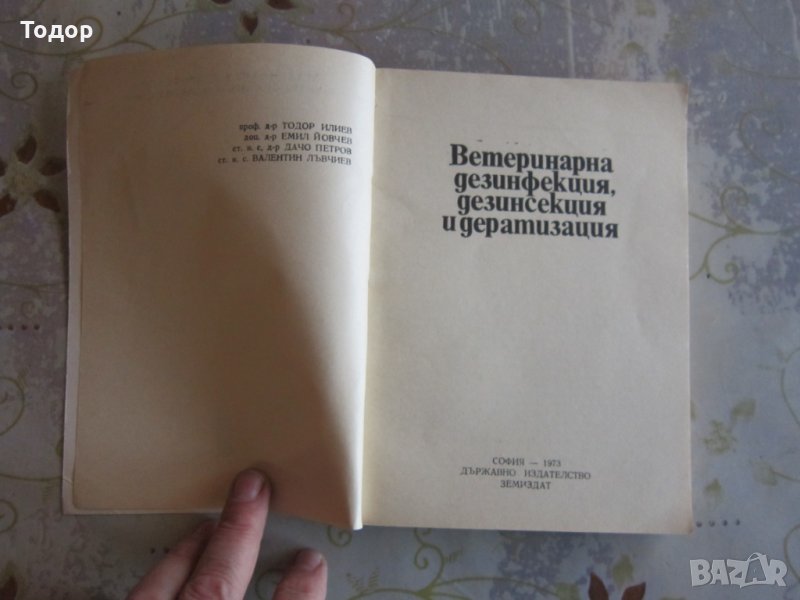 Тодор
проф. д-р ТОДОР ИЛИЕВ
доц. д-р ЕМИЛ ЙОВЧЕВ
ст. н. с. д-р ДАЧО ПЕТРОВ
ст. н. с. ВАЛЕНТИН ЛЪВЧИЕВ
Ветеринарна
дезинфекция,
дезинсекция
и дератизация
СОФИЯ — 1973
ДЪРЖАВНО ИЗДАТЕЛСТВО
ЗЕМИЗДАТ
BAZAR